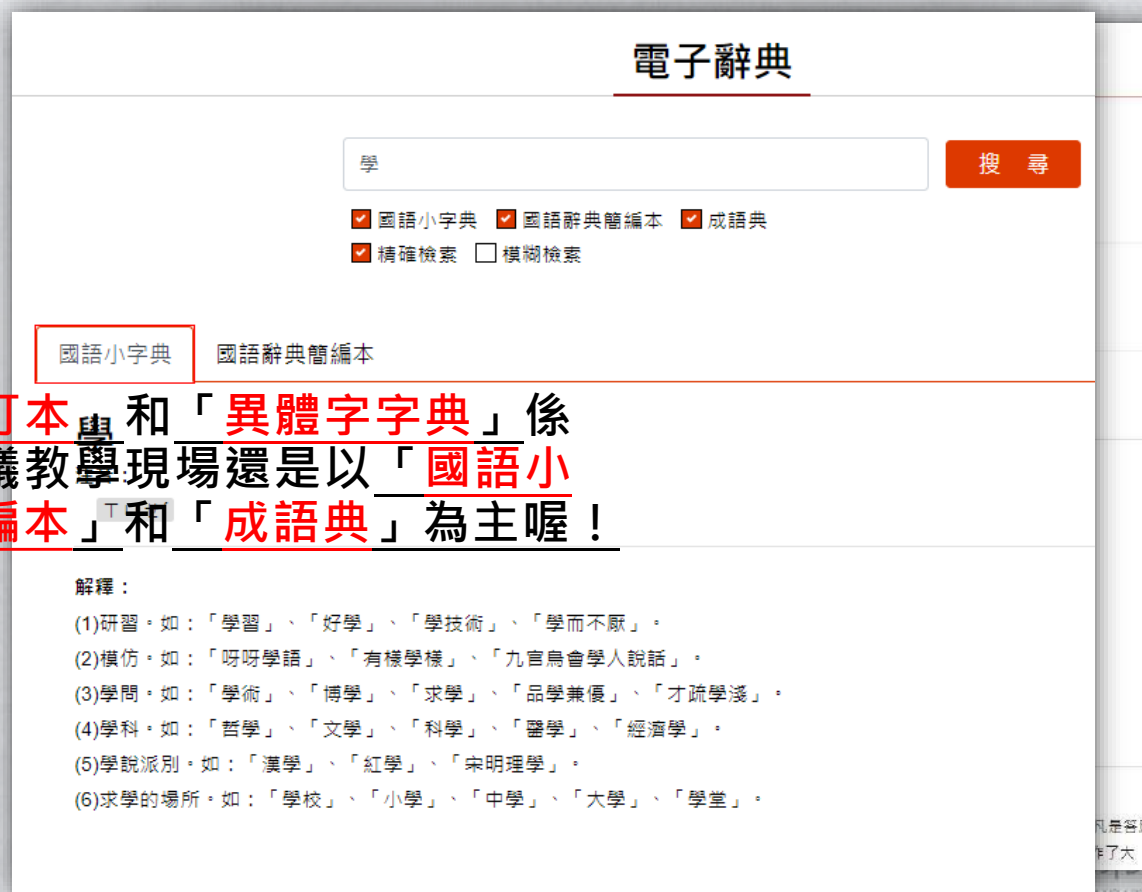 電子辭典
學
搜 尋
國語小字典 國語辭典簡編本 成語典
精確檢索 模糊檢索
國語小字典 國語辭典簡編本
訂本 和「異體字字典」係
學
議教學現場還是以「國語小
編本」和「成語典」為主喔！
解釋：
(1)研習。如：「學習」、「好學」、「學技術」、「學而不厭」。
(2)模仿。如：「呀呀學語」、「有樣學樣」、「九官鳥會學人說話」。
(3)學問。如：「學術」、「博學」、「求學」、「品學兼優」、「才疏學淺」。
(4)學科。如：「哲學」、「文學」、「科學」、「醫學」、「經濟學」。
(5)學說派別。如：「漢學」、「紅學」、「宋明理學」。
(6)求學的場所。如：「學校」、「小學」、「中學」、「大學」、「學堂」。
凡是答
作了大